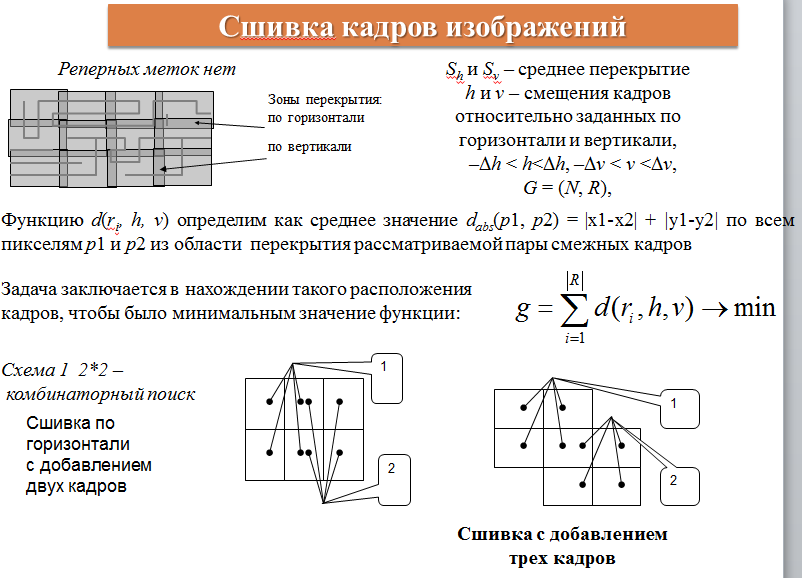 Сшивка кадров изображений
Реперных меток нет
Зоны перекрытия:
по горизонтали
по вертикали
Sh и Sv – среднее перекрытие
h и v – смещения кадров
относительно заданных по
горизонтали и вертикали,
–Δh < h<Δh, –Δv < v <Δv,
G = (N, R),
Функцию d(ri, h, v) определим как среднее значение dabs(p1, p2) = |x1-x2| + |y1-y2| по всем
пикселям p1 и p2 из области перекрытия рассматриваемой пары смежных кадров
Задача заключается в нахождении такого расположения
кадров, чтобы было минимальным значение функции:
g = ∑_{i=1}^{|R|} d(r_i, h, v) → min
Схема 1 2*2 –
комбинаторный поиск
Сшивка по
горизонтали
с добавлением
двух кадров
1
2
1
2
Сшивка с добавлением
трех кадров